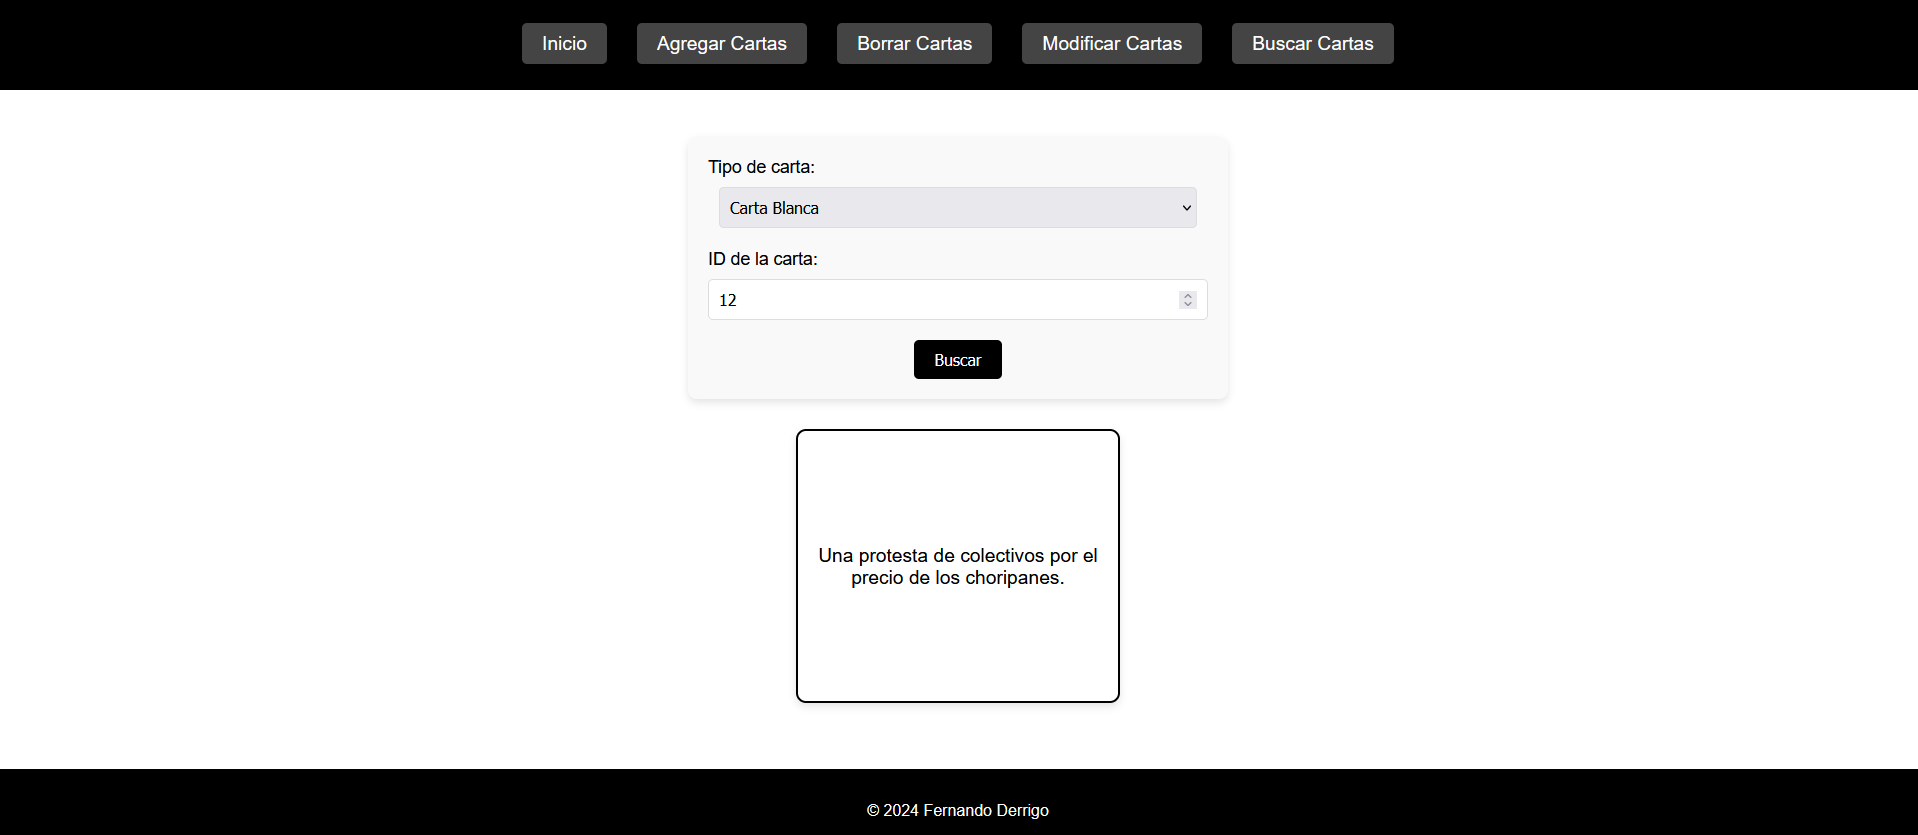 Inicio Agregar Cartas Borrar Cartas Modificar Cartas Buscar Cartas
Tipo de carta:
Carta Blanca
ID de la carta:
12
Buscar
Una protesta de colectivos por el
precio de los choripanes.
© 2024 Fernando Derrigo